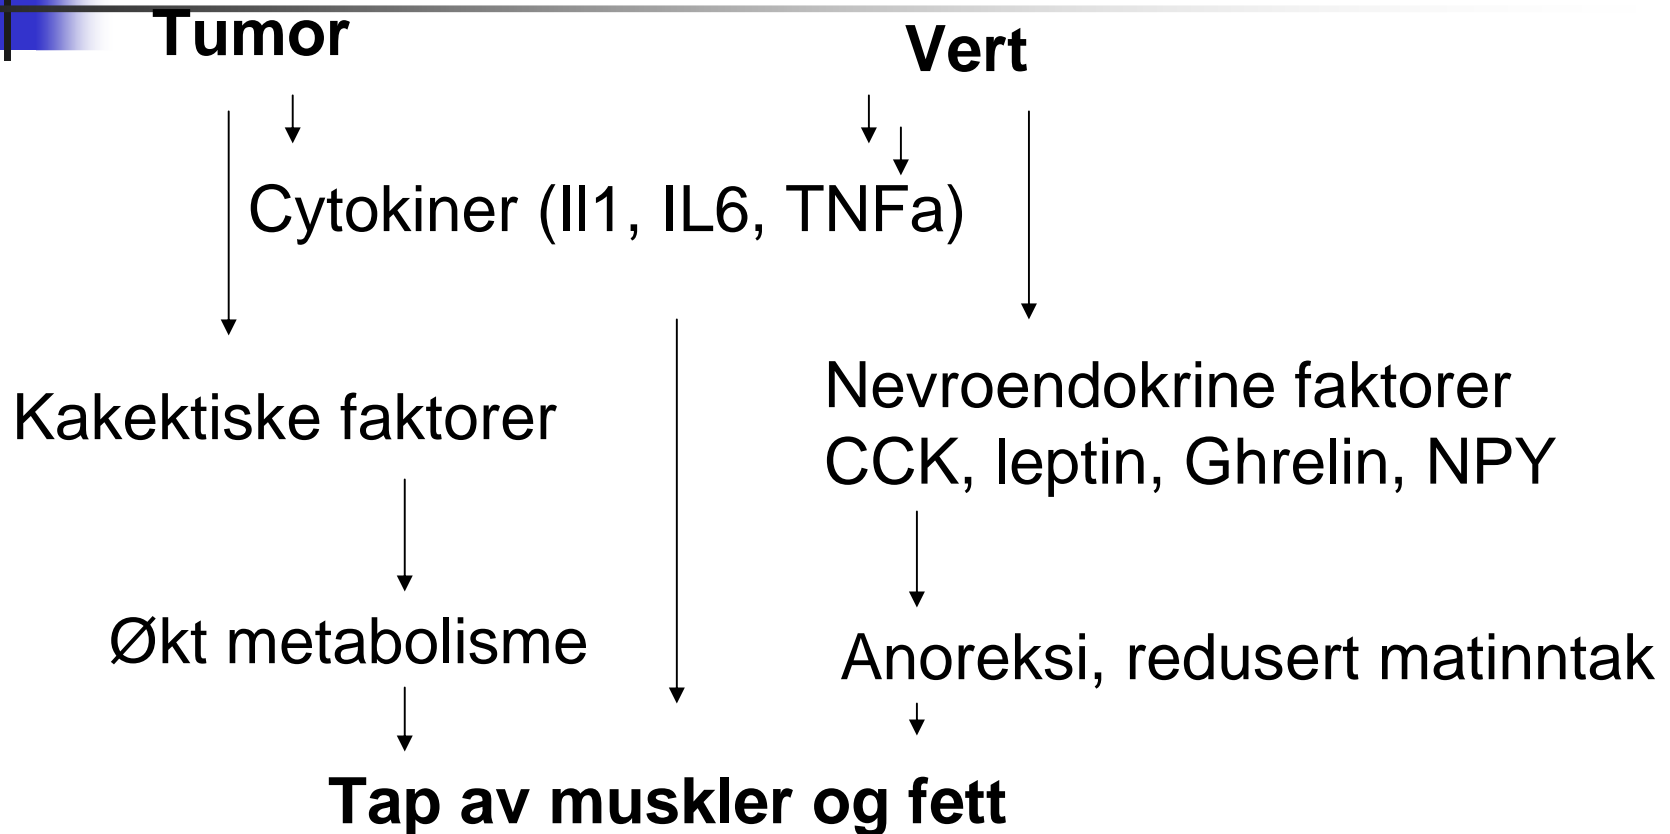 Tumor
Vert
Cytokiner (Il1, IL6, TNFa)
Kakektiske faktorer
Nevroendokrine faktorer
CCK, leptin, Ghrelin, NPY
Økt metabolisme
Anoreksi, redusert matinntak
Tap av muskler og fett